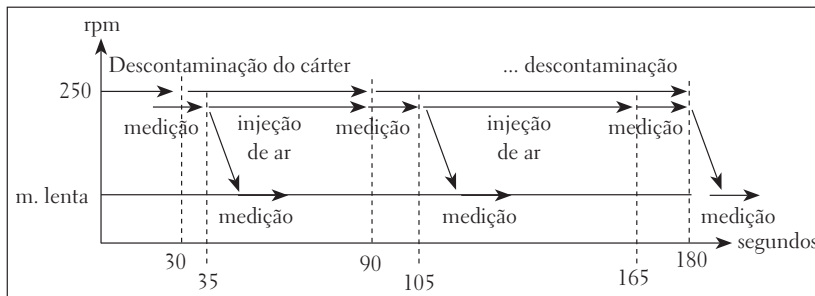 rpm
Descontaminação do cárter
... descontaminação
250
medição
injeção
de ar
medição
injeção
de ar
medição
m. lenta
medição
medição
medição
segundos
30
35
90
105
165
180